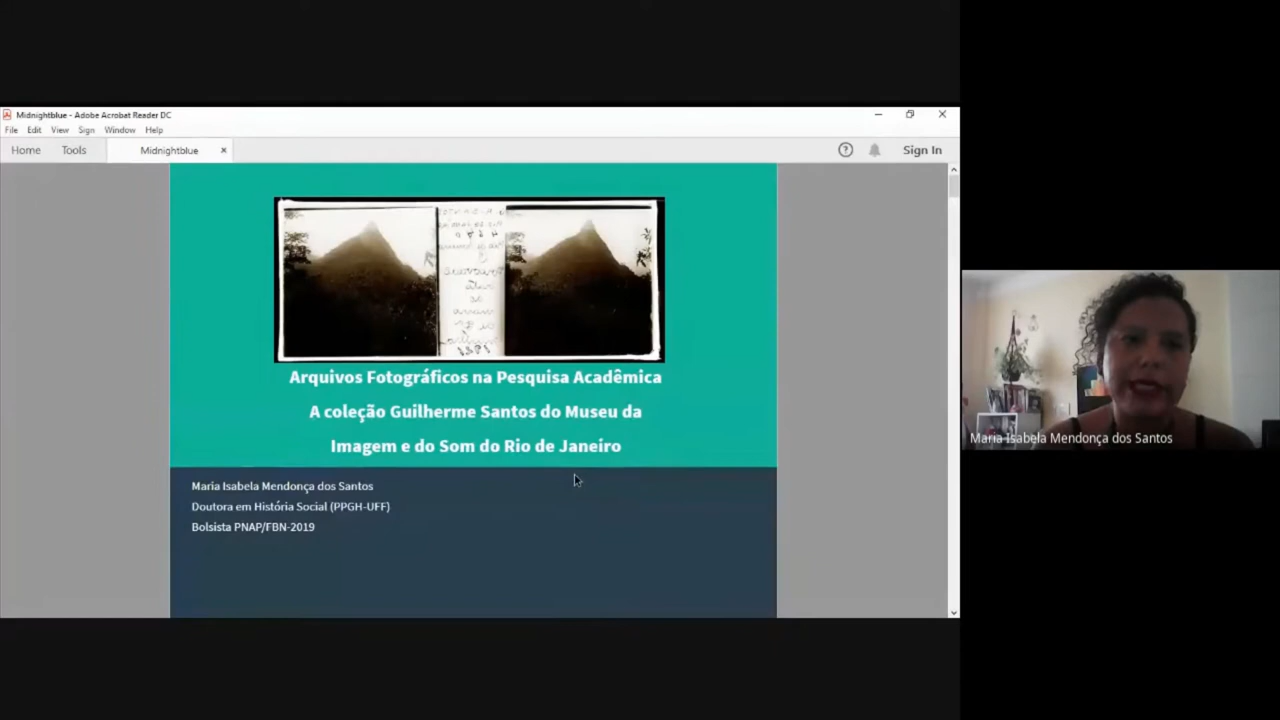 Midnightblue - Adobe Acrobat Reader DC
File Edit View Sign Window Help
Home Tools Midnightblue × Sign In
Arquivos Fotográficos na Pesquisa Acadêmica
A coleção Guilherme Santos do Museu da
Imagem e do Som do Rio de Janeiro
Maria Isabela Mendonça dos Santos
Doutora em História Social (PPGH-UFF)
Bolsista PNAP/FBN-2019
Maria Isabela Mendonça dos Santos